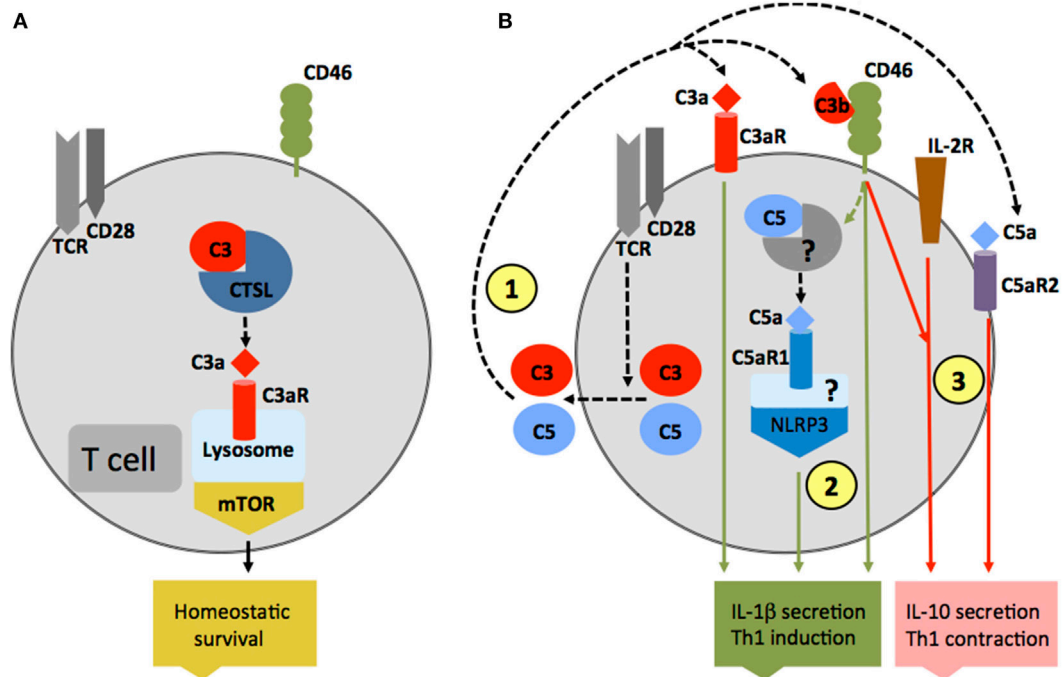 A
CD46
TCR
CD28
C3
CTSL
C3a
C3aR
Lysosome
T cell
mTOR
Homeostatic
survival
B
CD46
C3a
C3b
C3aR
IL-2R
TCR
CD28
C5
?
C5a
C5aR2
1
C5a
C5aR1
C3
C3
?
3
C5
C5
NLRP3
2
IL-1β secretion
Th1 induction
IL-10 secretion
Th1 contraction